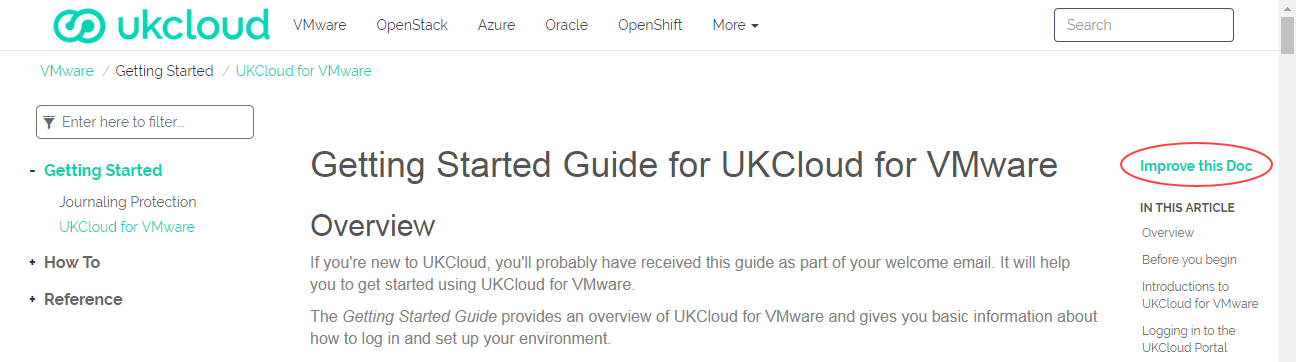 ukcloud VMware OpenStack Azure Oracle OpenShift More Search
VMware / Getting Started / UKCloud for VMware
Enter here to filter...
- Getting Started
Journaling Protection
UKCloud for VMware
+ How To
+ Reference
Getting Started Guide for UKCloud for VMware
Overview
If you're new to UKCloud, you'll probably have received this guide as part of your welcome email. It will help
you to get started using UKCloud for VMware.
The Getting Started Guide provides an overview of UKCloud for VMware and gives you basic information about
how to log in and set up your environment.
Improve this Doc
IN THIS ARTICLE
Overview
Before you begin
Introductions to
UKCloud for VMware
Logging in to the
UKCloud Portal